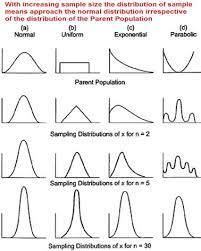 With increasing sample size the distribution of sample
means approach the normal distribution irrespective
of the distribution of the Parent Population
(a) (b) (c) (d)
Normal Uniform Exponential Parabolic
Parent Population
Sampling Distributions of x for n = 2
Sampling Distributions of x for n = 5
Sampling Distributions of x for n = 30